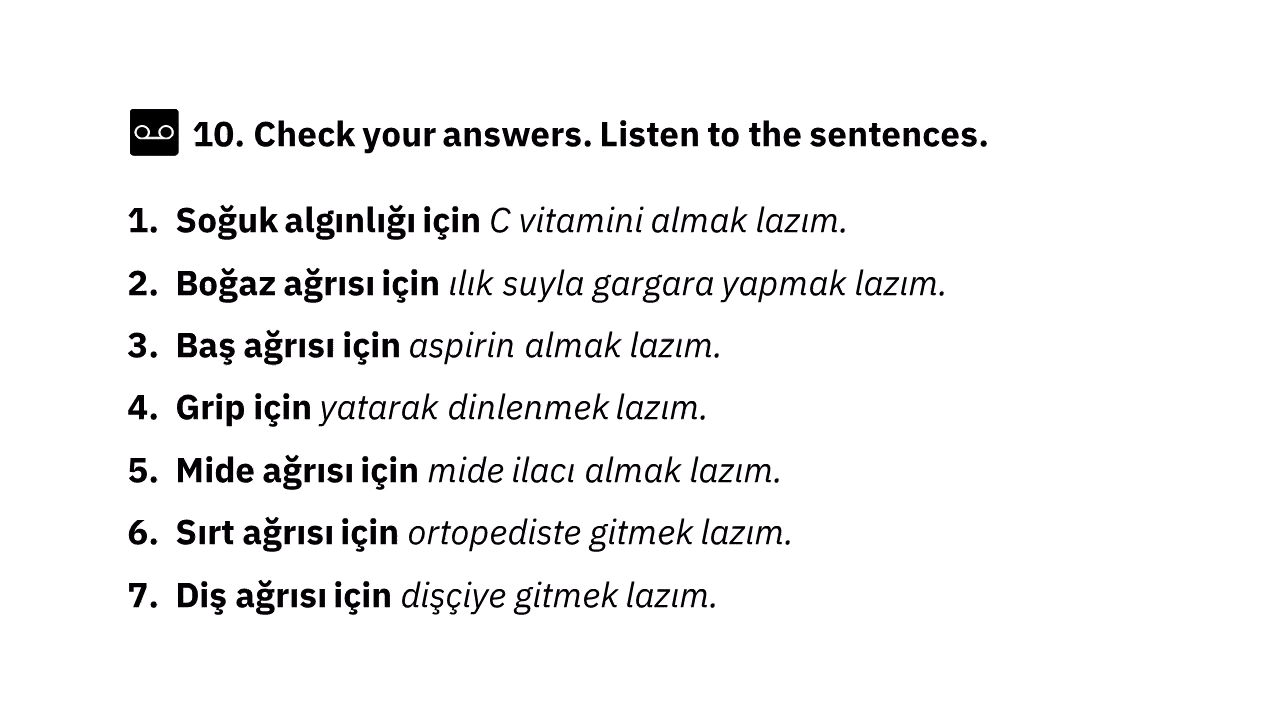 10. Check your answers. Listen to the sentences.
1. Soğuk algınlığı için C vitamini almak lazım.
2. Boğaz ağrısı için ılık suyla gargara yapmak lazım.
3. Baş ağrısı için aspirin almak lazım.
4. Grip için yatarak dinlenmek lazım.
5. Mide ağrısı için mide ilacı almak lazım.
6. Sırt ağrısı için ortopediste gitmek lazım.
7. Diş ağrısı için dişçiye gitmek lazım.